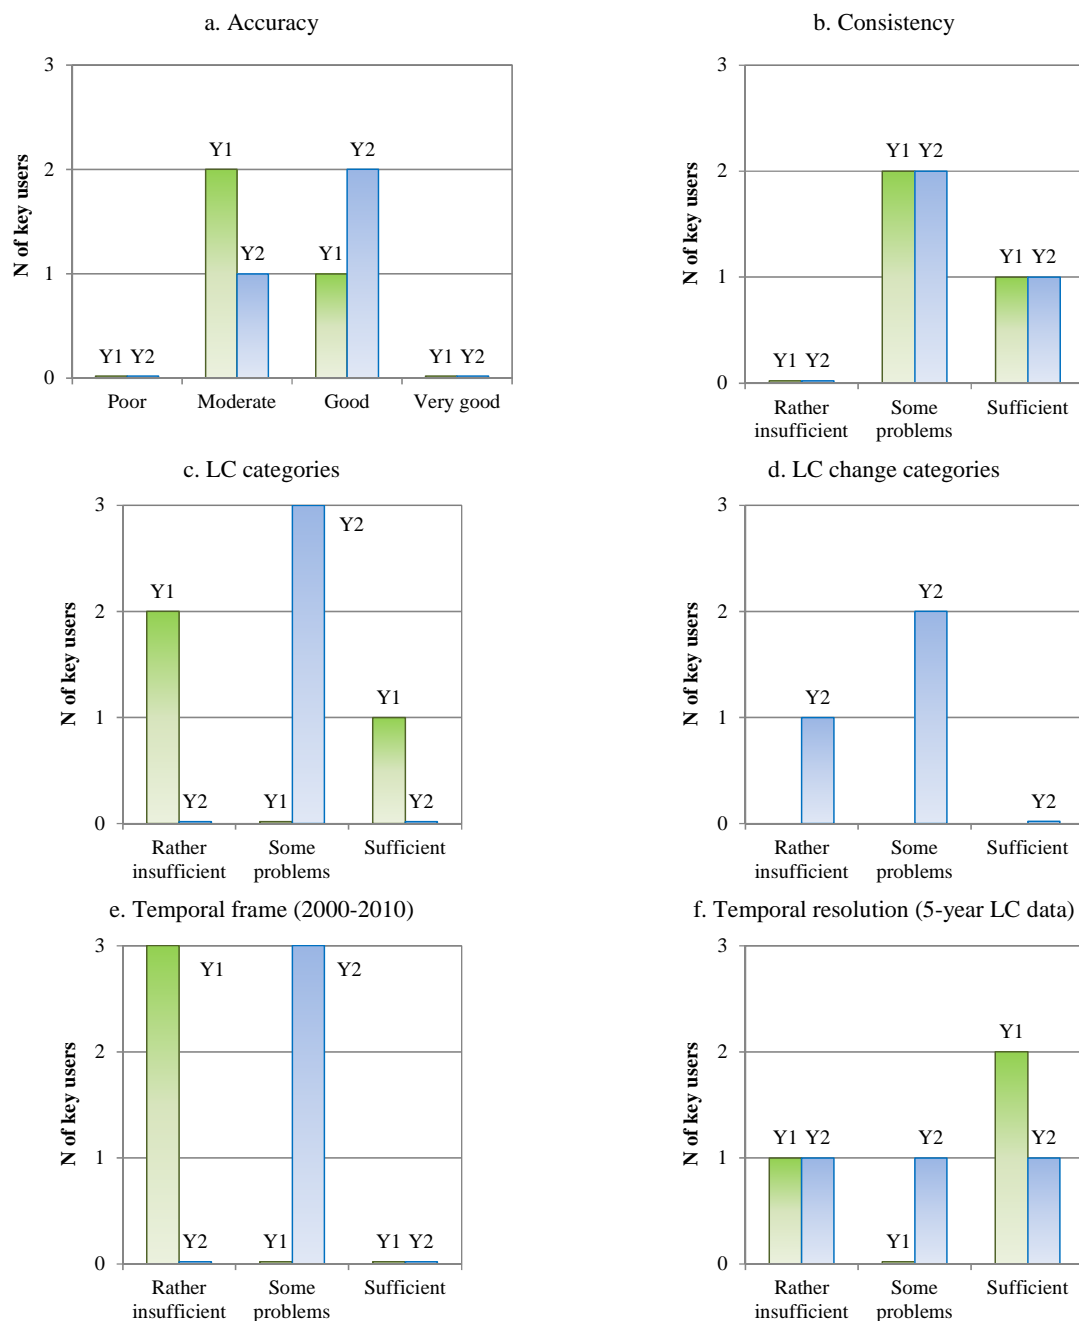 a. Accuracy
N of key users
3
2
1
0
Y1 Y2
Y1
Y2
Y1
Y2
Y1 Y2
Poor Moderate Good Very good
b. Consistency
N of key users
3
2
1
0
Y1 Y2
Y1 Y2
Y1 Y2
Rather insufficient
Some problems
Sufficient
c. LC categories
N of key users
3
2
1
0
Y1
Y2
Y1
Y2
Y1
Y2
Rather insufficient
Some problems
Sufficient
d. LC change categories
N of key users
3
2
1
0
Y2
Y2
Y2
Rather insufficient
Some problems
Sufficient
e. Temporal frame (2000-2010)
N of key users
3
2
1
0
Y1
Y2
Y1
Y2
Y1 Y2
Rather insufficient
Some problems
Sufficient
f. Temporal resolution (5-year LC data)
N of key users
3
2
1
0
Y1 Y2
Y1
Y2
Y1
Y2
Rather insufficient
Some problems
Sufficient